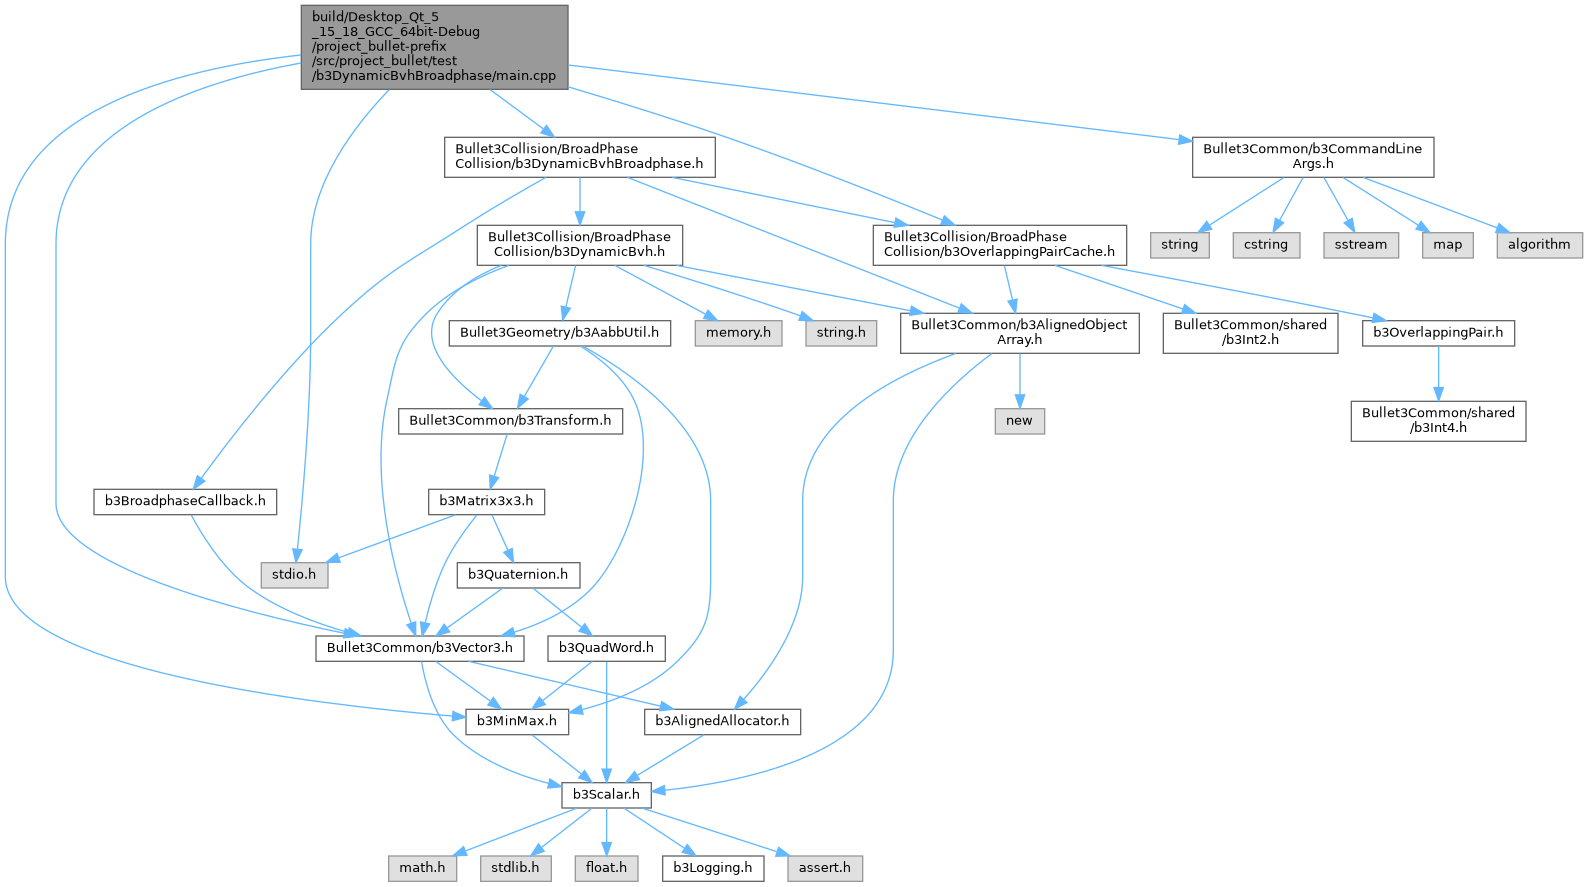 build/Desktop_Qt_5
_15_18_GCC_64bit-Debug
/project_bullet-prefix
/src/project_bullet/test
/b3DynamicBvhBroadphase/main.cpp
Bullet3Collision/BroadPhase
Collision/b3DynamicBvhBroadphase.h
Bullet3Common/b3CommandLine
Args.h
Bullet3Collision/BroadPhase
Collision/b3DynamicBvh.h
Bullet3Collision/BroadPhase
Collision/b3OverlappingPairCache.h
string
cstring
sstream
map
algorithm
Bullet3Geometry/b3AabbUtil.h
memory.h
string.h
Bullet3Common/b3AlignedObject
Array.h
Bullet3Common/shared
/b3Int2.h
b3OverlappingPair.h
Bullet3Common/b3Transform.h
new
Bullet3Common/shared
/b3Int4.h
b3BroadphaseCallback.h
b3Matrix3x3.h
stdio.h
b3Quaternion.h
Bullet3Common/b3Vector3.h
b3QuadWord.h
b3MinMax.h
b3AlignedAllocator.h
b3Scalar.h
math.h
stdlib.h
float.h
b3Logging.h
assert.h